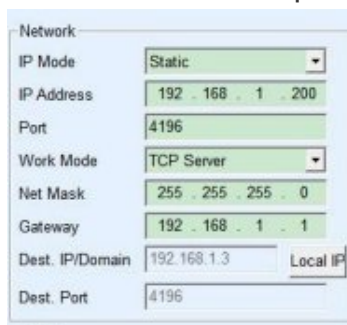 Network
IP Mode Static
IP Address 192 . 168 . 1 . 200
Port 4196
Work Mode TCP Server
Net Mask 255 . 255 . 255 . 0
Gateway 192 . 168 . 1 . 1
Dest. IP/Domain 192.168.1.3 Local IP
Dest. Port 4196